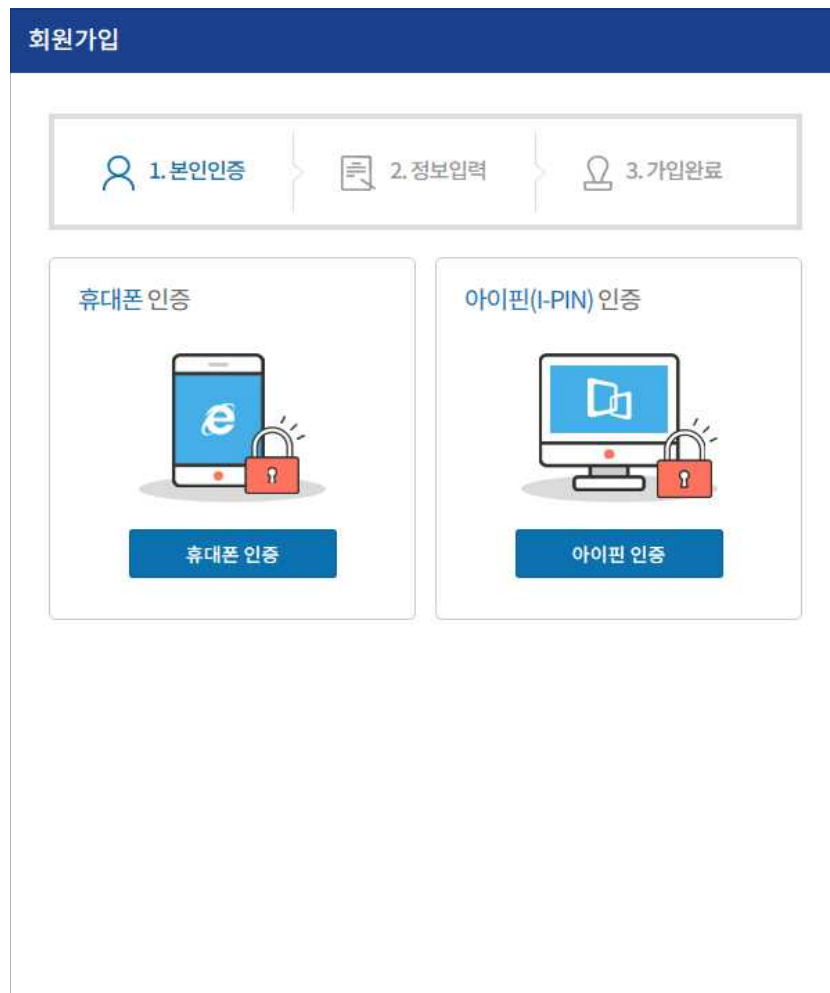 회원가입
1. 본인인증
2. 정보입력
3. 가입완료
휴대폰 인증
아이핀(I-PIN) 인증
휴대폰 인증
아이핀 인증